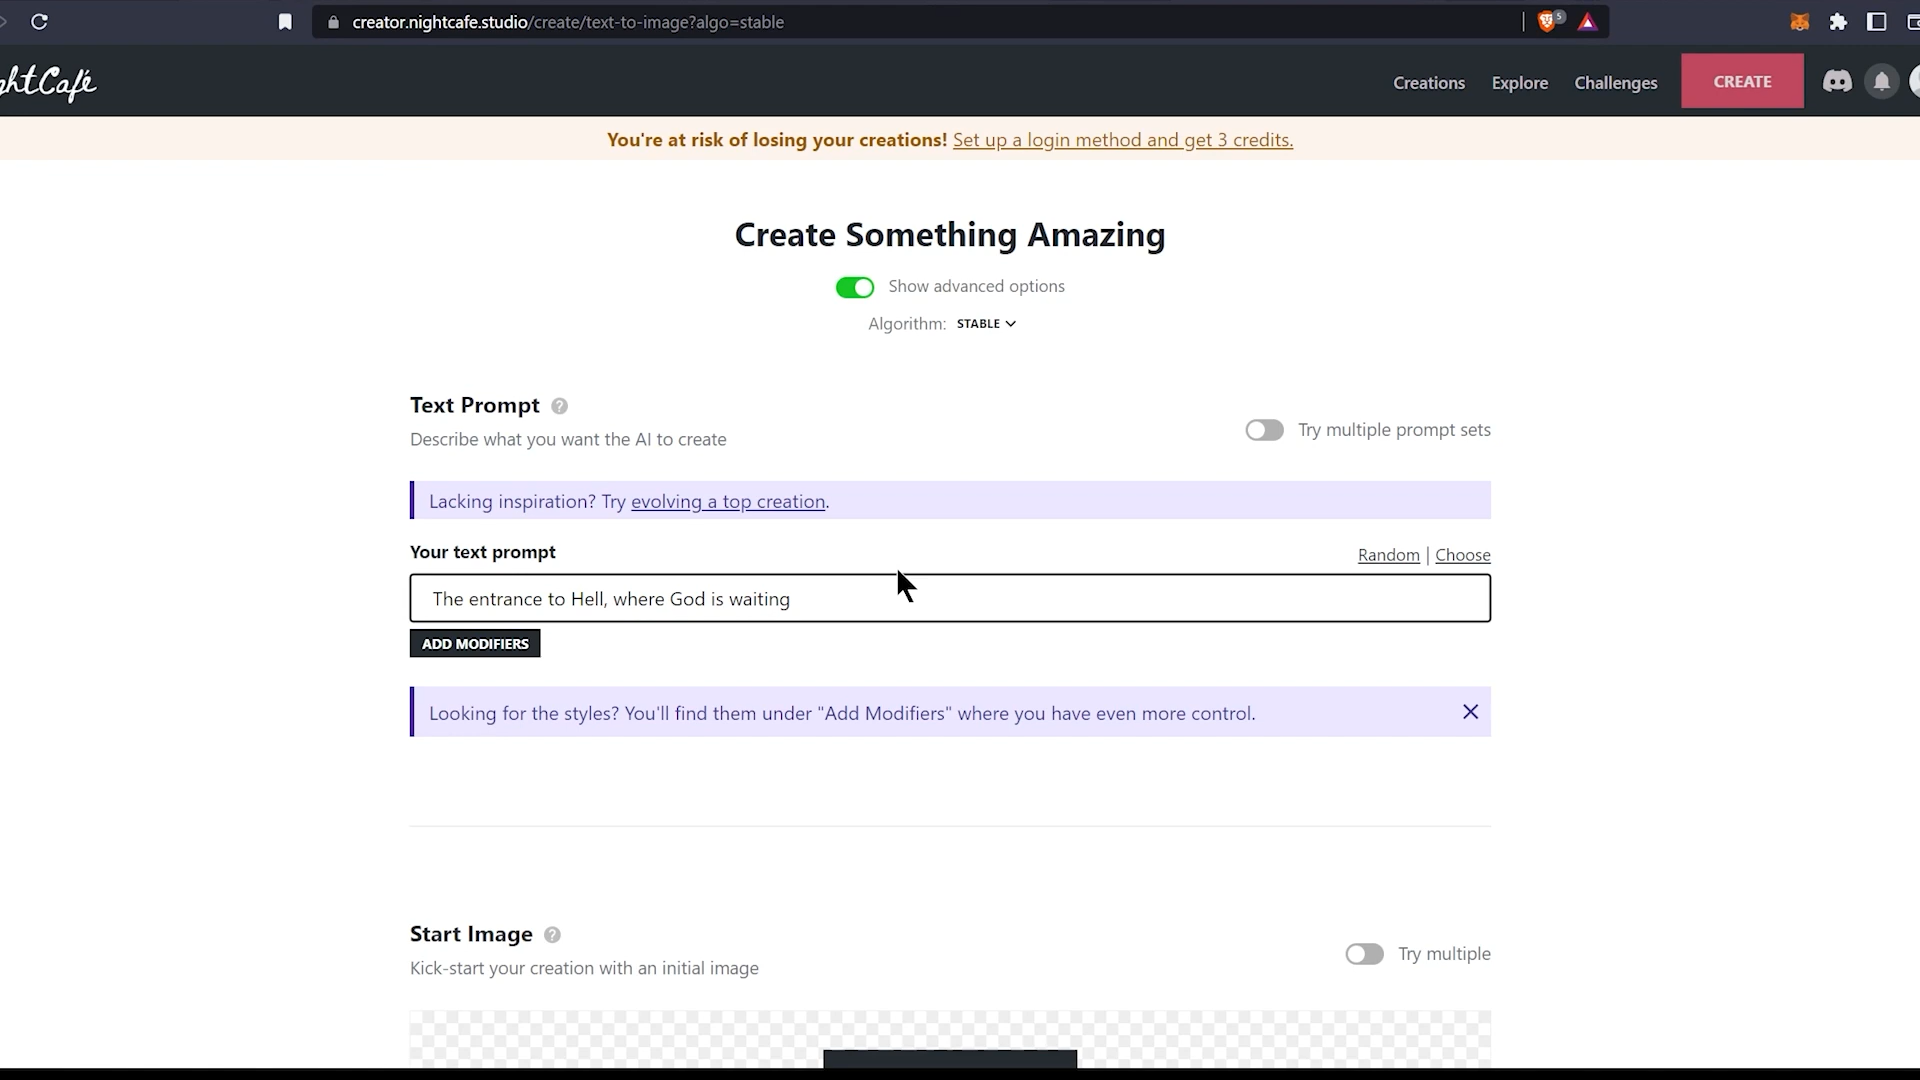 creator.nightcafe.studio/create/text-to-image?algo=stable
5
ghtCafé
Creations
Explore
Challenges
CREATE
You're at risk of losing your creations! Set up a login method and get 3 credits.
Create Something Amazing
Show advanced options
Algorithm: STABLE
Text Prompt ?
Describe what you want the AI to create
Try multiple prompt sets
Lacking inspiration? Try evolving a top creation.
Your text prompt
Random | Choose
The entrance to Hell, where God is waiting
ADD MODIFIERS
Looking for the styles? You'll find them under "Add Modifiers" where you have even more control.
Start Image ?
Kick-start your creation with an initial image
Try multiple